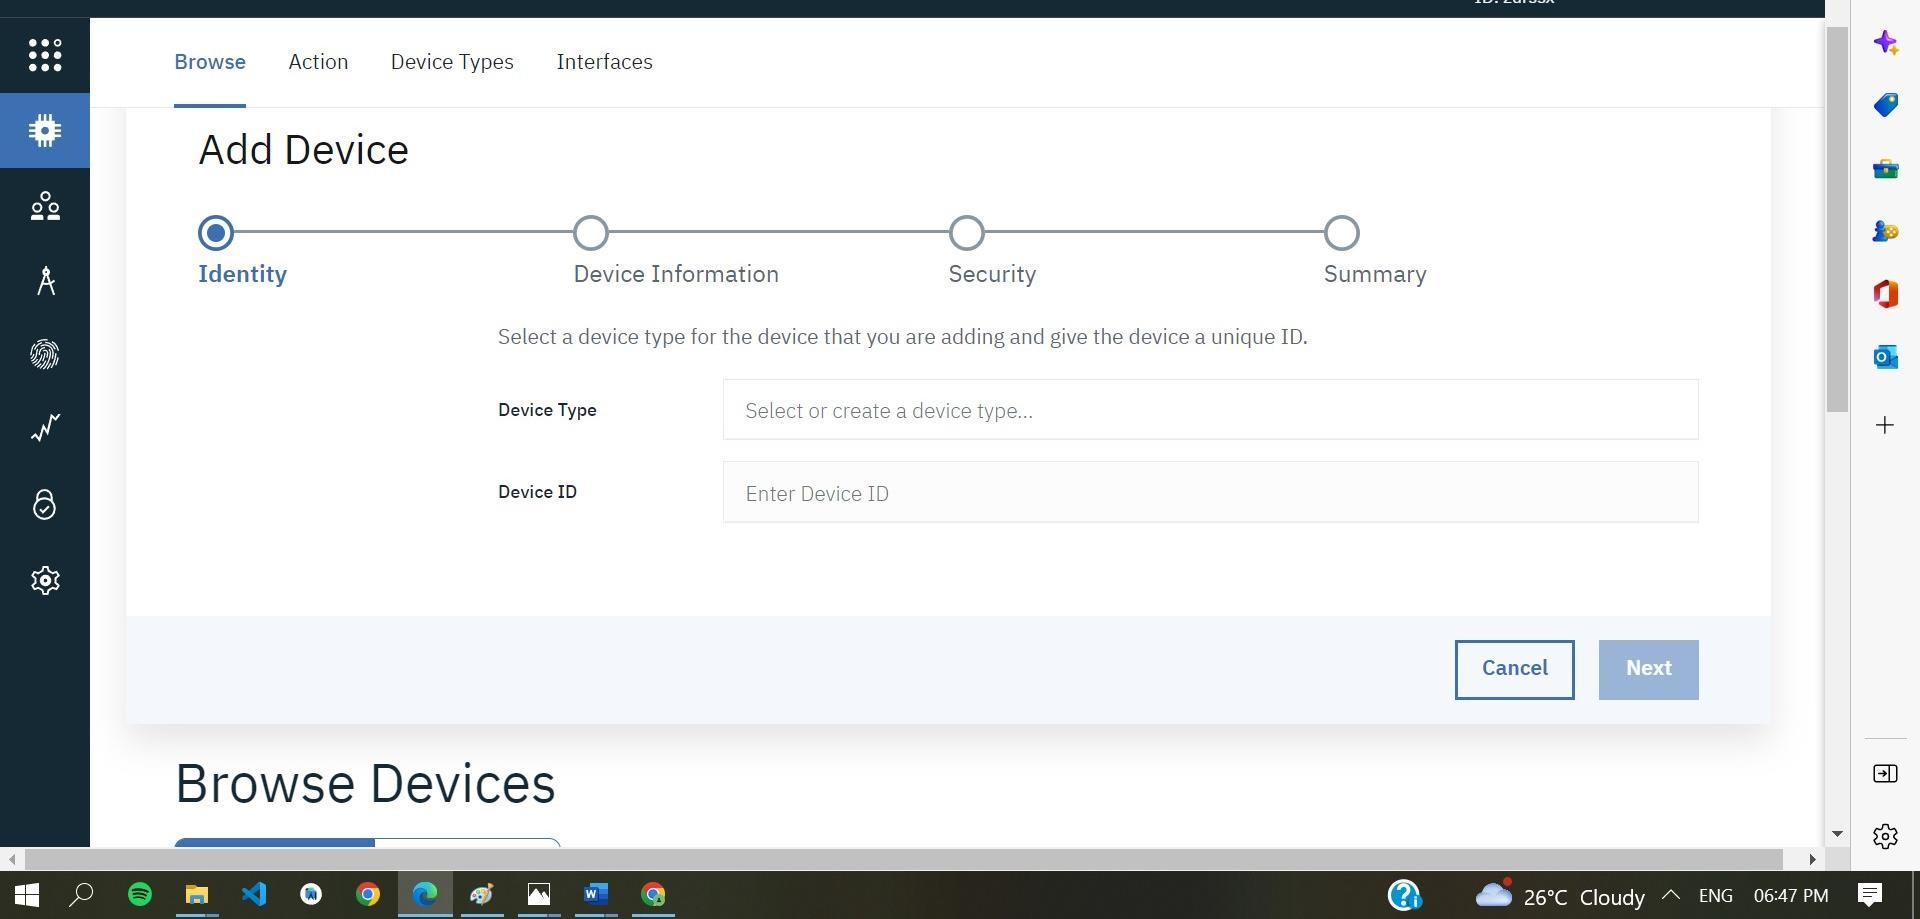 Browse Action Device Types Interfaces
Add Device
Identity Device Information Security Summary
Select a device type for the device that you are adding and give the device a unique ID.
Device Type Select or create a device type...
Device ID Enter Device ID
Cancel Next
Browse Devices
26°C Cloudy ENG 06:47 PM